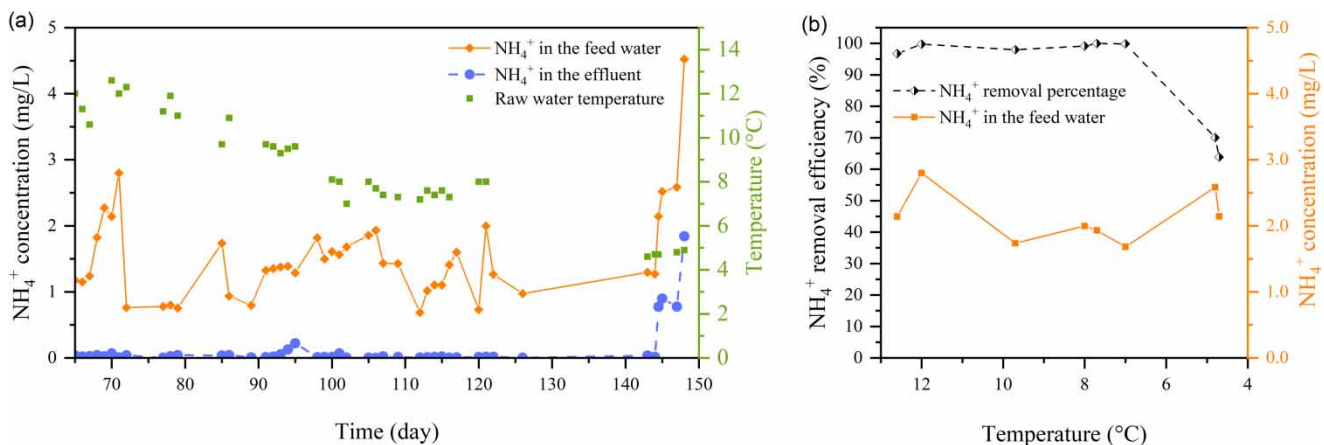 (a)
NH₄⁺ concentration (mg/L)
5
4
3
2
1
0
NH₄⁺ in the feed water
NH₄⁺ in the effluent
Raw water temperature
14
12
10
8
6
4
2
0
Temperature (°C)
70 80 90 100 110 120 130 140 150
Time (day)
(b)
NH₄⁺ removal efficiency (%)
100
90
80
70
60
50
40
30
20
10
0
NH₄⁺ removal percentage
NH₄⁺ in the feed water
5.0
4.0
3.0
2.0
1.0
0.0
NH₄⁺ concentration (mg/L)
12 10 8 6 4
Temperature (°C)